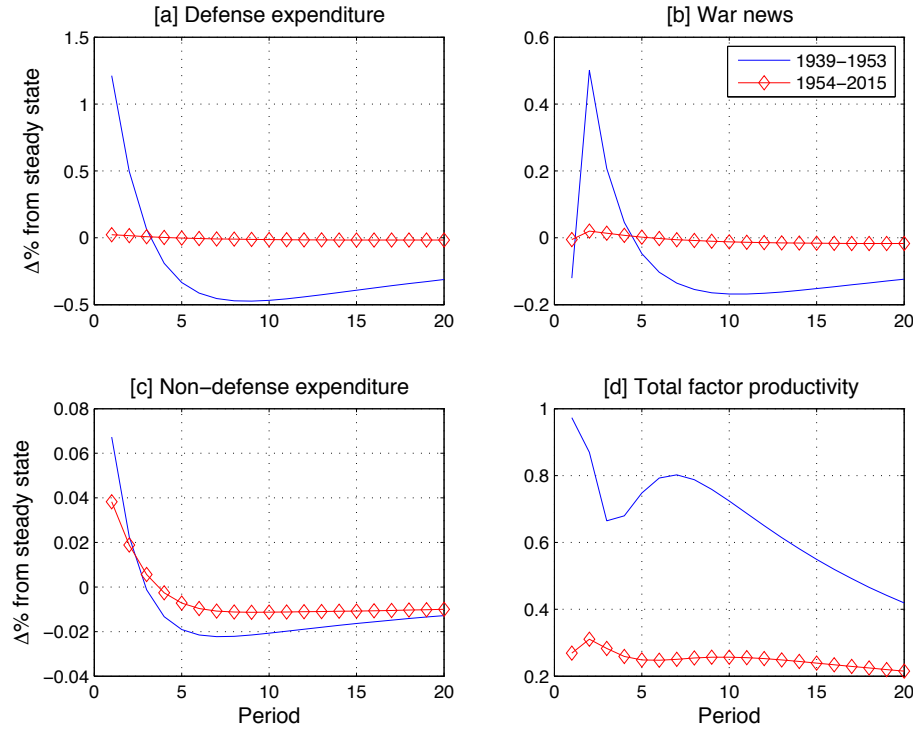 [a] Defense expenditure
[b] War news
Δ% from steady state
1.5
1
0.5
0
−0.5
0 5 10 15 20
0.6
0.4
0.2
0
−0.2
0 5 10 15 20
1939−1953
1954−2015
[c] Non−defense expenditure
[d] Total factor productivity
Δ% from steady state
0.08
0.06
0.04
0.02
0
−0.02
−0.04
0 5 10 15 20
Period
1
0.8
0.6
0.4
0.2
0 5 10 15 20
Period